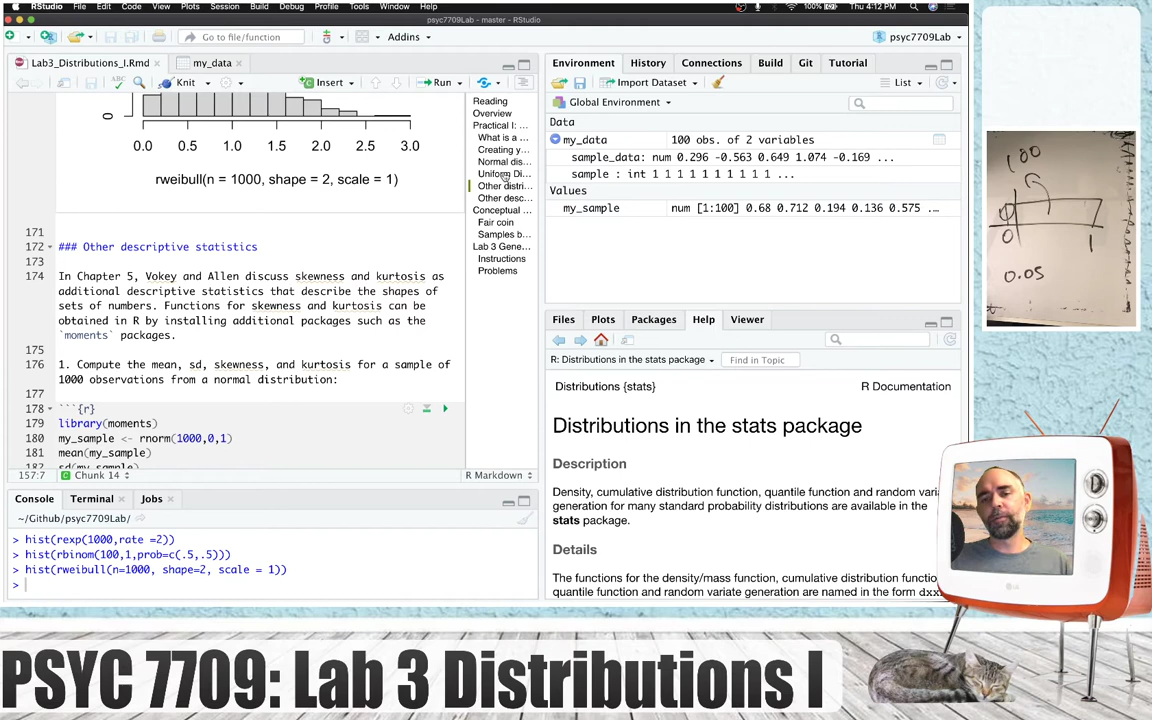 RStudio File Edit Code View Plots Session Build Debug Profile Tools Window Help 100% Thu 4:12 PM
psyc7709Lab - master - RStudio
Go to file/function Addins psyc7709Lab
Lab3_Distributions_I.Rmd my_data
Knit Insert Run
0
0.0 0.5 1.0 1.5 2.0 2.5 3.0
rweibull(n = 1000, shape = 2, scale = 1)
171
172 ### Other descriptive statistics
173
174 In Chapter 5, Vokey and Allen discuss skewness and kurtosis as
additional descriptive statistics that describe the shapes of
sets of numbers. Functions for skewness and kurtosis can be
obtained in R by installing additional packages such as the
`moments` packages.
175
176 1. Compute the mean, sd, skewness, and kurtosis for a sample of
1000 observations from a normal distribution:
177
178 ```{r}
179 library(moments)
180 my_sample <- rnorm(1000,0,1)
181 mean(my_sample)
182 sd(my_sample)
157:7 Chunk 14 R Markdown
Reading
Overview
Practical I: ...
What is a ...
Creating y...
Normal dis...
Uniform Di...
Other distri...
Other desc...
Conceptual ...
Fair coin
Samples b...
Lab 3 Gene...
Instructions
Problems
Console Terminal Jobs
~/Github/psyc7709Lab/
> hist(rexp(1000,rate =2))
> hist(rbinom(100,1,prob=c(.5,.5)))
> hist(rweibull(n=1000, shape=2, scale = 1))
>
Environment History Connections Build Git Tutorial
Import Dataset List
Global Environment
Data
my_data 100 obs. of 2 variables
sample_data: num 0.296 -0.563 0.649 1.074 -0.169 ...
sample : int 1 1 1 1 1 1 1 1 1 1 ...
Values
my_sample num [1:100] 0.68 0.712 0.194 0.136 0.575 ...
Files Plots Packages Help Viewer
R: Distributions in the stats package Find in Topic
Distributions {stats} R Documentation
Distributions in the stats package
Description
Density, cumulative distribution function, quantile function and random varia
generation for many standard probability distributions are available in the
stats package.
Details
The functions for the density/mass function, cumulative distribution functio
quantile function and random variate generation are named in the form dxx
100
0 1
0.05
LG
PSYC 7709: Lab 3 Distributions I